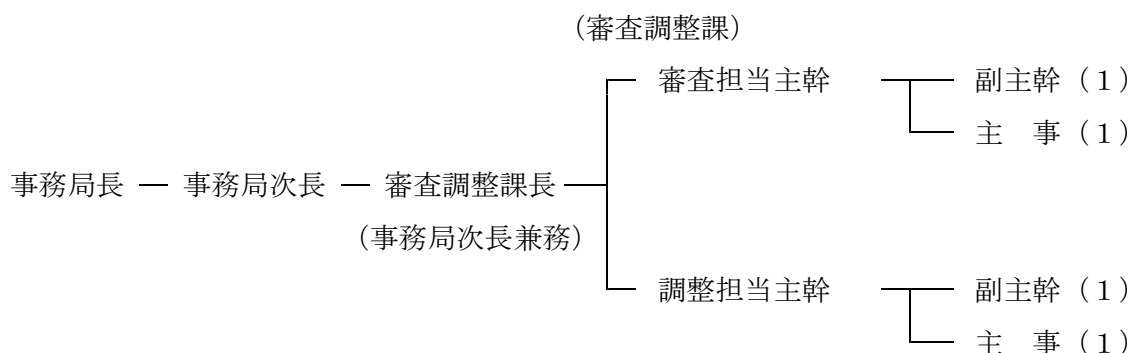 (審査調整課)
審査担当主幹 副主幹(1)
主 事(1)
事務局長 ― 事務局次長 ― 審査調整課長
(事務局次長兼務)
調整担当主幹 副主幹(1)
主 事(1)